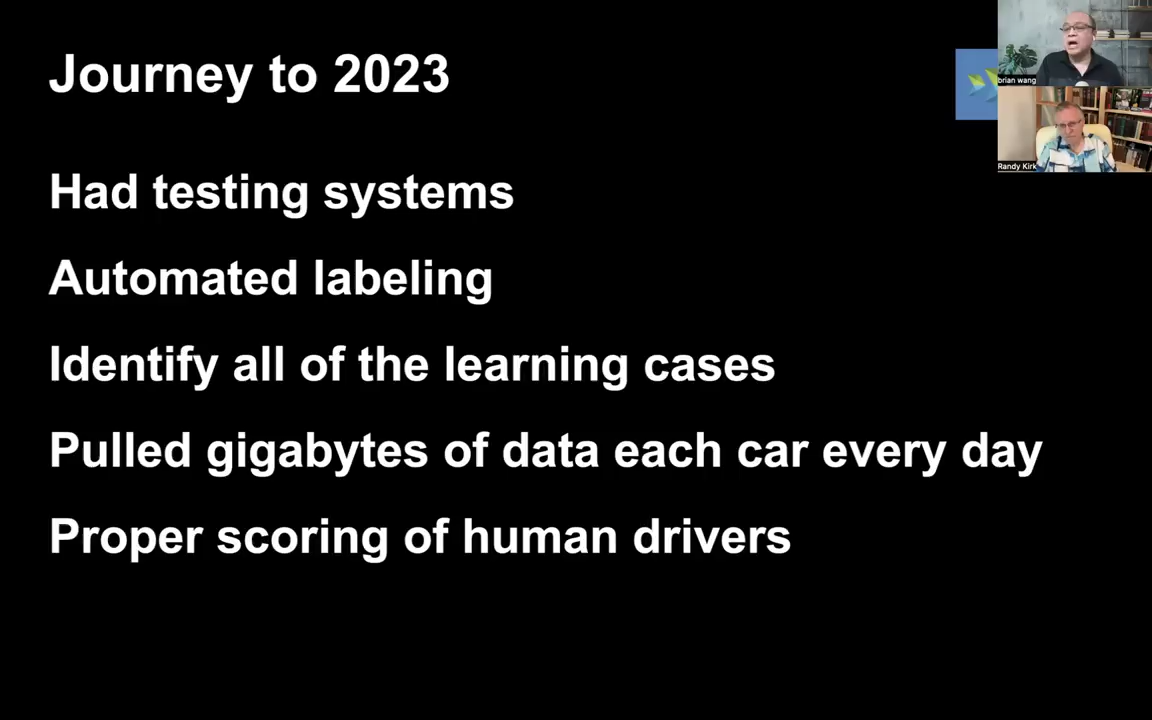 Journey to 2023
brian wang
Randy Kirk
Had testing systems
Automated labeling
Identify all of the learning cases
Pulled gigabytes of data each car every day
Proper scoring of human drivers